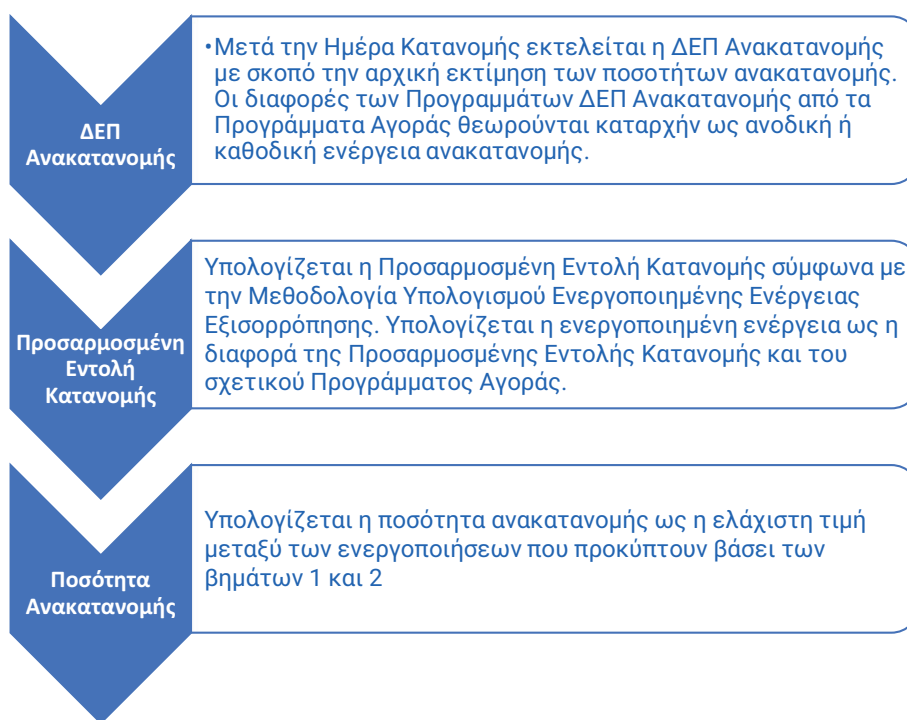 ΔΕΠ
Ανακατανομής
•Μετά την Ημέρα Κατανομής εκτελείται η ΔΕΠ Ανακατανομής
με σκοπό την αρχική εκτίμηση των ποσοτήτων ανακατανομής.
Οι διαφορές των Προγραμμάτων ΔΕΠ Ανακατανομής από τα
Προγράμματα Αγοράς θεωρούνται καταρχήν ως ανοδική ή
καθοδική ενέργεια ανακατανομής.
Προσαρμοσμένη
Εντολή
Κατανομής
Υπολογίζεται η Προσαρμοσμένη Εντολή Κατανομής σύμφωνα με
την Μεθοδολογία Υπολογισμού Ενεργοποιημένης Ενέργειας
Εξισορρόπησης. Υπολογίζεται η ενεργοποιημένη ενέργεια ως η
διαφορά της Προσαρμοσμένης Εντολής Κατανομής και του
σχετικού Προγράμματος Αγοράς.
Ποσότητα
Ανακατανομής
Υπολογίζεται η ποσότητα ανακατανομής ως η ελάχιστη τιμή
μεταξύ των ενεργοποιήσεων που προκύπτουν βάσει των
βημάτων 1 και 2